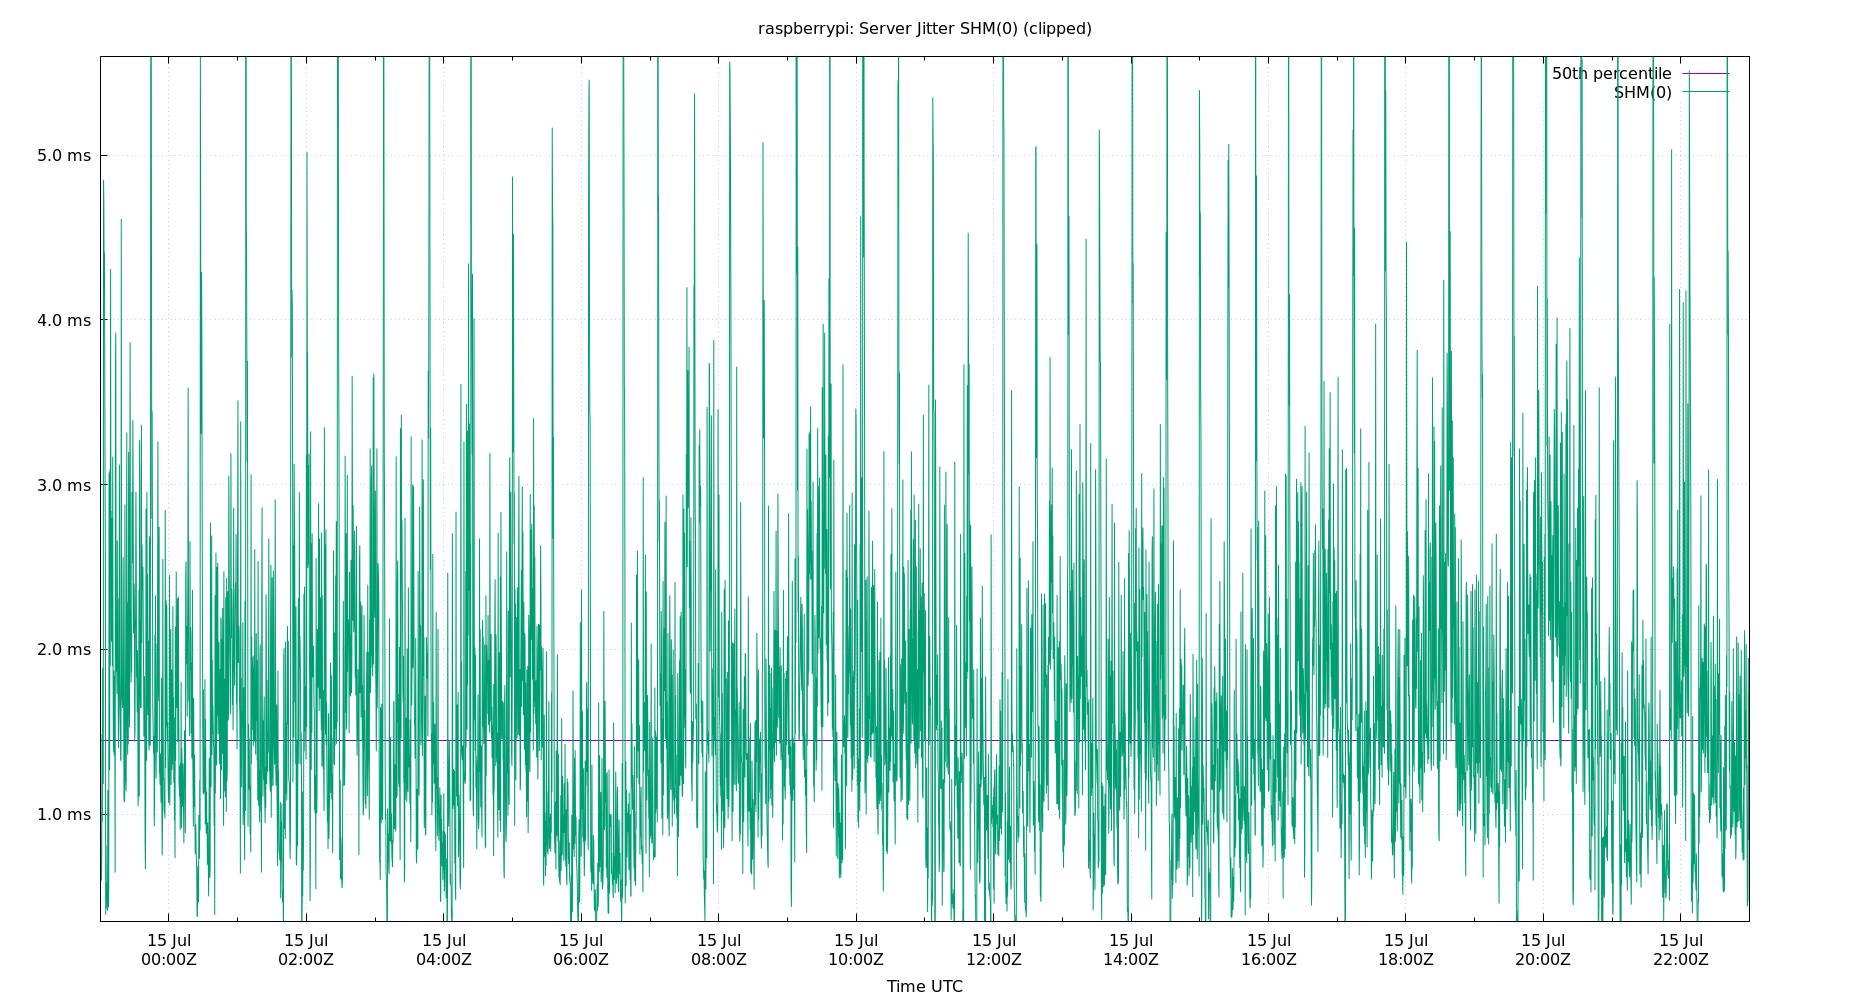 raspberrypi: Server Jitter SHM(0) (clipped)
50th percentile
SHM(0)
5.0 ms
4.0 ms
3.0 ms
2.0 ms
1.0 ms
15 Jul 15 Jul 15 Jul 15 Jul 15 Jul 15 Jul 15 Jul 15 Jul 15 Jul 15 Jul 15 Jul 15 Jul
00:00Z 02:00Z 04:00Z 06:00Z 08:00Z 10:00Z 12:00Z 14:00Z 16:00Z 18:00Z 20:00Z 22:00Z
Time UTC